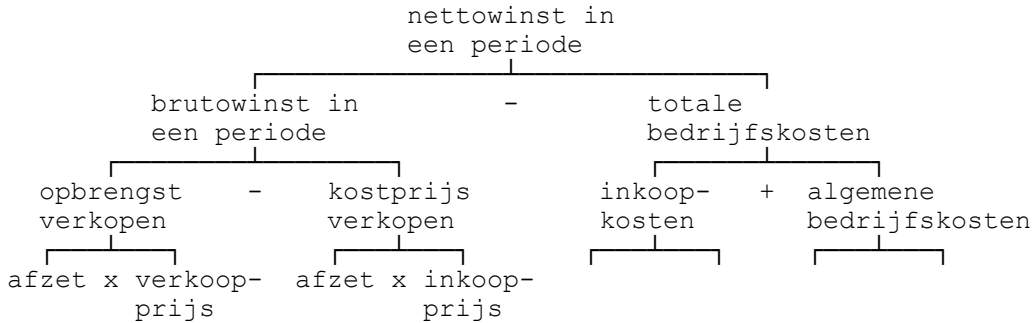 nettowinst in
een periode
brutowinst in - totale
een periode bedrijfskosten
opbrengst - kostprijs inkoop- + algemene
verkopen verkopen kosten bedrijfskosten
afzet x verkoop- afzet x inkoop-
prijs prijs